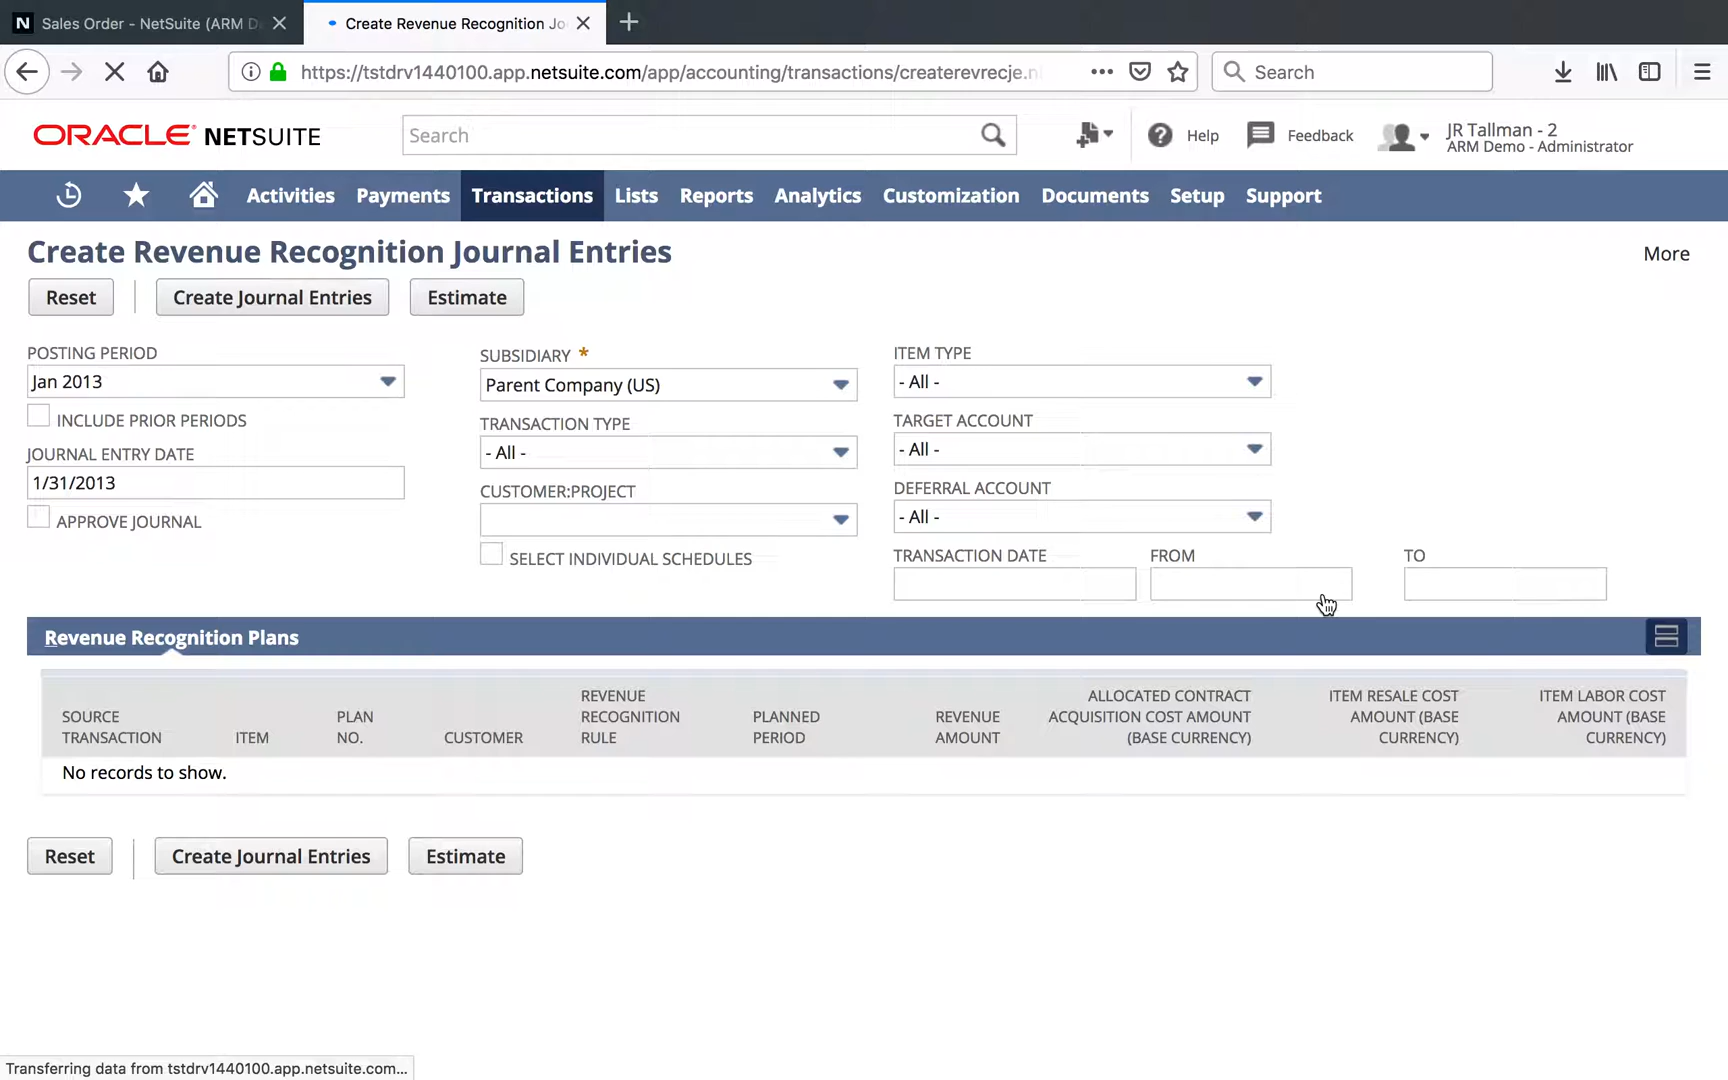 Sales Order - NetSuite (ARM D
Create Revenue Recognition Jo
https://tstdrv1440100.app.netsuite.com/app/accounting/transactions/createrevrecje.n
Search
ORACLE NETSUITE
Search
Help
Feedback
JR Tallman - 2
ARM Demo - Administrator
Activities Payments Transactions Lists Reports Analytics Customization Documents Setup Support
Create Revenue Recognition Journal Entries
More
Reset Create Journal Entries Estimate
POSTING PERIOD
Jan 2013
INCLUDE PRIOR PERIODS
JOURNAL ENTRY DATE
1/31/2013
APPROVE JOURNAL
SUBSIDIARY *
Parent Company (US)
TRANSACTION TYPE
- All -
CUSTOMER:PROJECT
SELECT INDIVIDUAL SCHEDULES
ITEM TYPE
- All -
TARGET ACCOUNT
- All -
DEFERRAL ACCOUNT
- All -
TRANSACTION DATE FROM TO
Revenue Recognition Plans
SOURCE
TRANSACTION
ITEM
PLAN
NO.
CUSTOMER
REVENUE
RECOGNITION
RULE
PLANNED
PERIOD
REVENUE
AMOUNT
ALLOCATED CONTRACT
ACQUISITION COST AMOUNT
(BASE CURRENCY)
ITEM RESALE COST
AMOUNT (BASE
CURRENCY)
ITEM LABOR COST
AMOUNT (BASE
CURRENCY)
No records to show.
Reset Create Journal Entries Estimate
Transferring data from tstdrv1440100.app.netsuite.com...